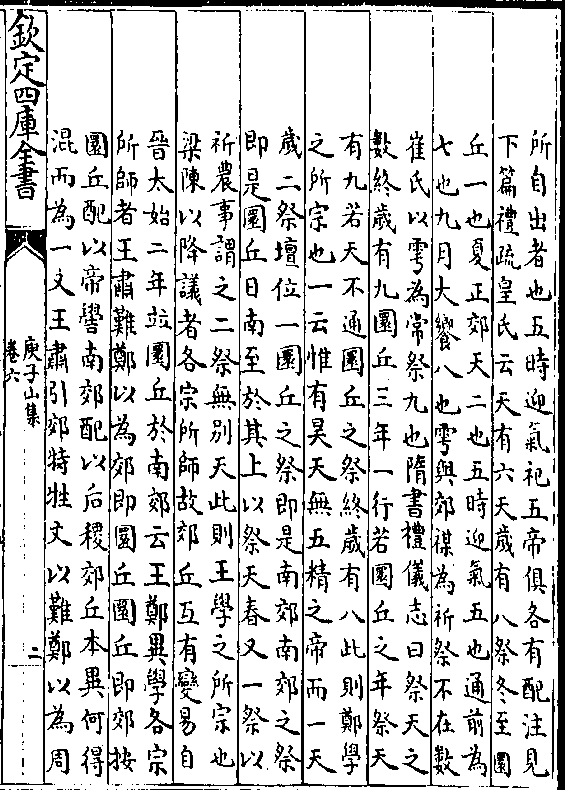 所自出者也五時迎氣祀五帝俱各有配注見
下篇禮疏皇氏云天有六天歲有八祭冬至圜
丘一也夏正郊天二也五時迎氣五也通前為
七也九月大饗八也雩與郊禖為祈祭不在數
崔氏以雩為常祭九也隋書禮儀志曰祭天之
數終歲有九圜丘三年一行若圜丘之年祭天
有九若天不通圜丘之祭終歲有八此則鄭學
之所宗也一云惟有昊天無五精之帝而一天
歲二祭壇位一圜丘之祭即是南郊南郊之祭
即是圜丘日南至於其上以祭天春又一祭以
祈農事謂之二祭無別天此則王學之所宗也
梁陳以降議者各宗所師故郊丘互有變易自
晉太始二年竝圜丘於南郊云王鄭異學各宗
所師者王肅難鄭以為郊即圜丘圜丘即郊按
圜丘配以帝嚳南郊配以后稷郊丘本異何得
混而為一文王肅引郊特牲文以難鄭以為周
欽定四庫全書
庾子山集
卷六
二